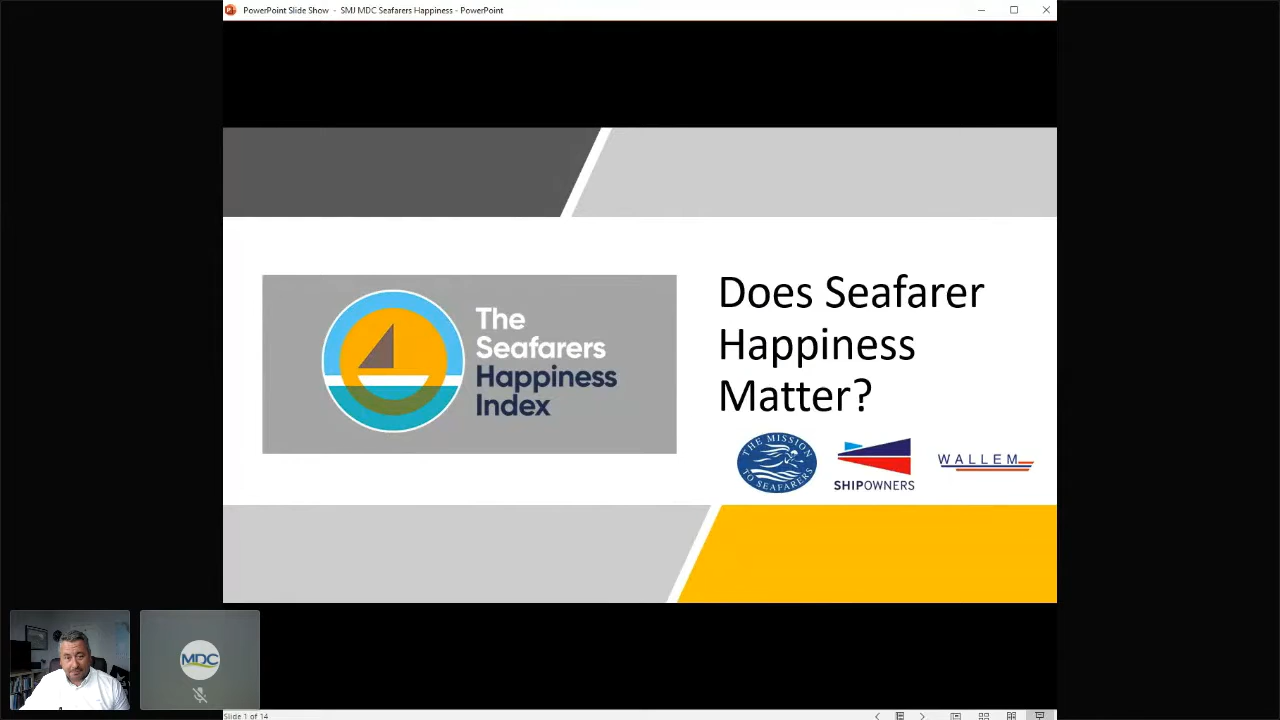 PowerPoint Slide Show - SMJ MDC Seafarers Happiness - PowerPoint
The
Seafarers
Happiness
Index
Does Seafarer
Happiness
Matter?
THE MISSION
TO SEAFARERS
SHIPOWNERS
WALLEM
MDC
Slide 1 of 14